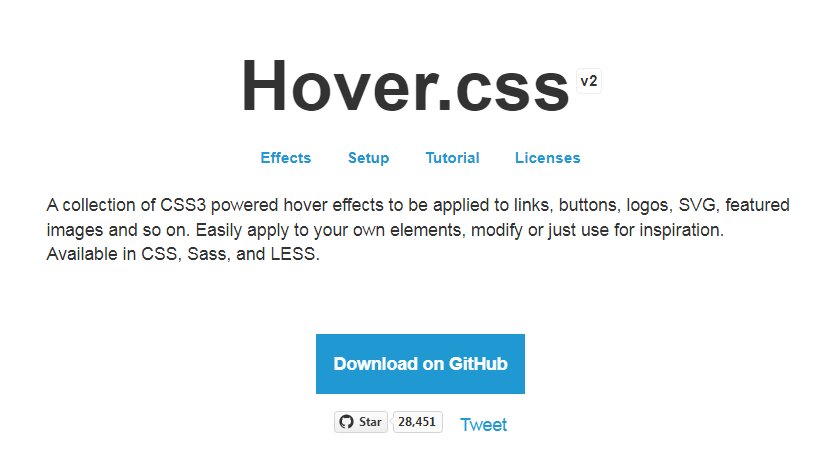 Hover.css v2
Effects Setup Tutorial Licenses
A collection of CSS3 powered hover effects to be applied to links, buttons, logos, SVG, featured
images and so on. Easily apply to your own elements, modify or just use for inspiration.
Available in CSS, Sass, and LESS.
Download on GitHub
Star 28,451 Tweet